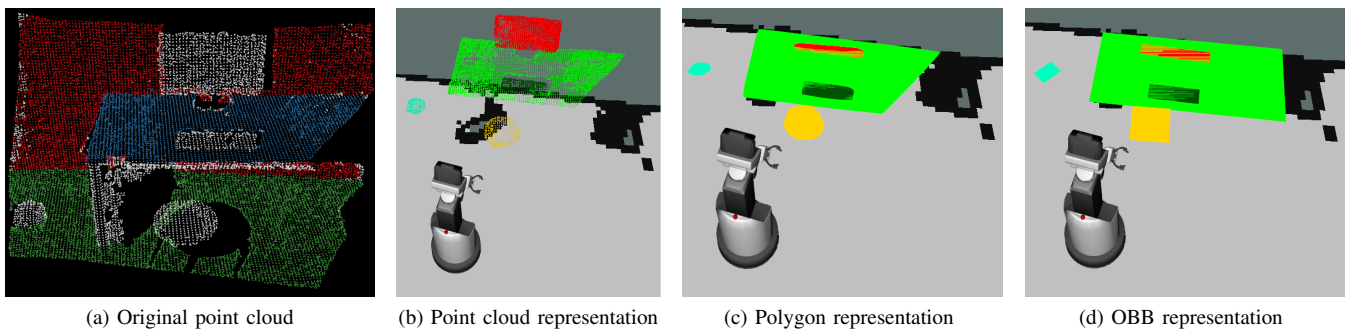 (a) Original point cloud
(b) Point cloud representation
(c) Polygon representation
(d) OBB representation